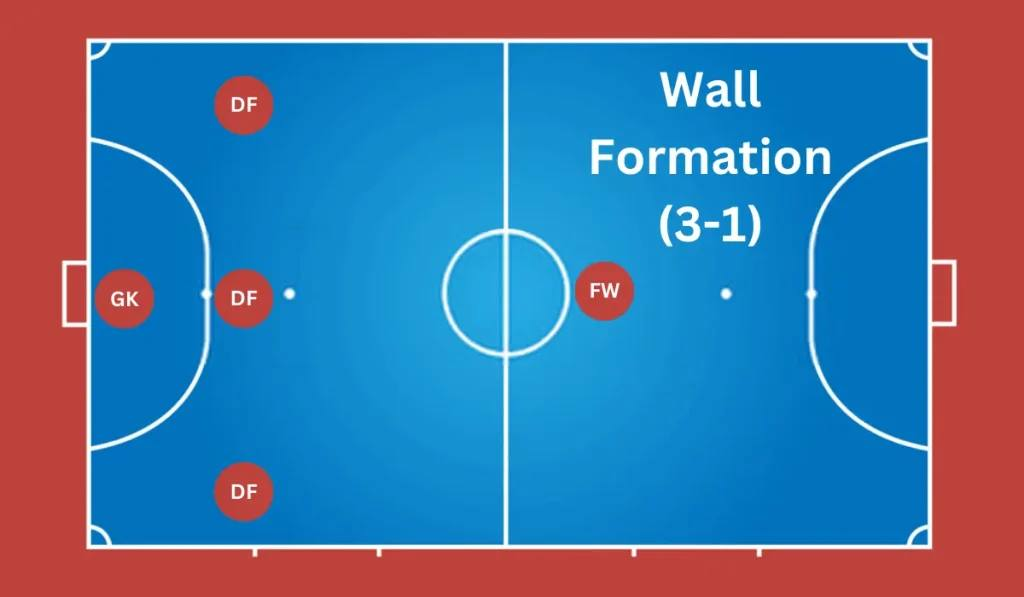 Wall
Formation
(3-1)
DF
GK
DF
FW
DF